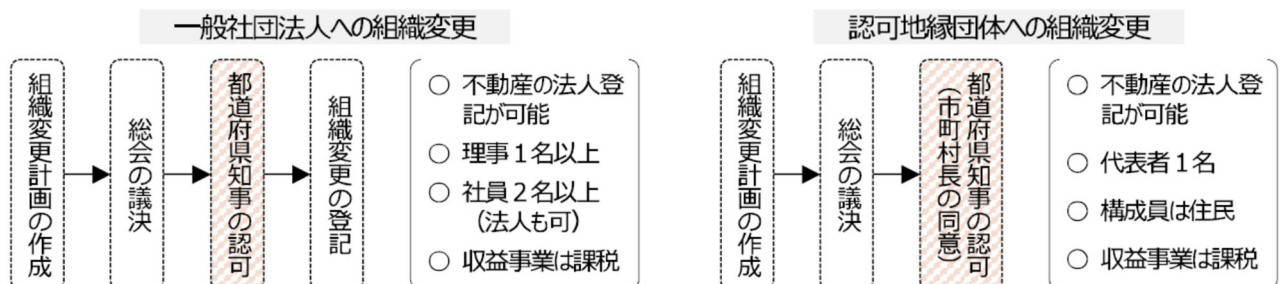 一般社団法人への組織変更
組織変更計画の作成
総会の議決
都道府県知事の認可
組織変更の登記
○ 不動産の法人登
記が可能
○ 理事1名以上
○ 社員2名以上
(法人も可)
○ 収益事業は課税
認可地縁団体への組織変更
組織変更計画の作成
総会の議決
都道府県知事の認可
(市町村長の同意)
○ 不動産の法人登
記が可能
○ 代表者1名
○ 構成員は住民
○ 収益事業は課税